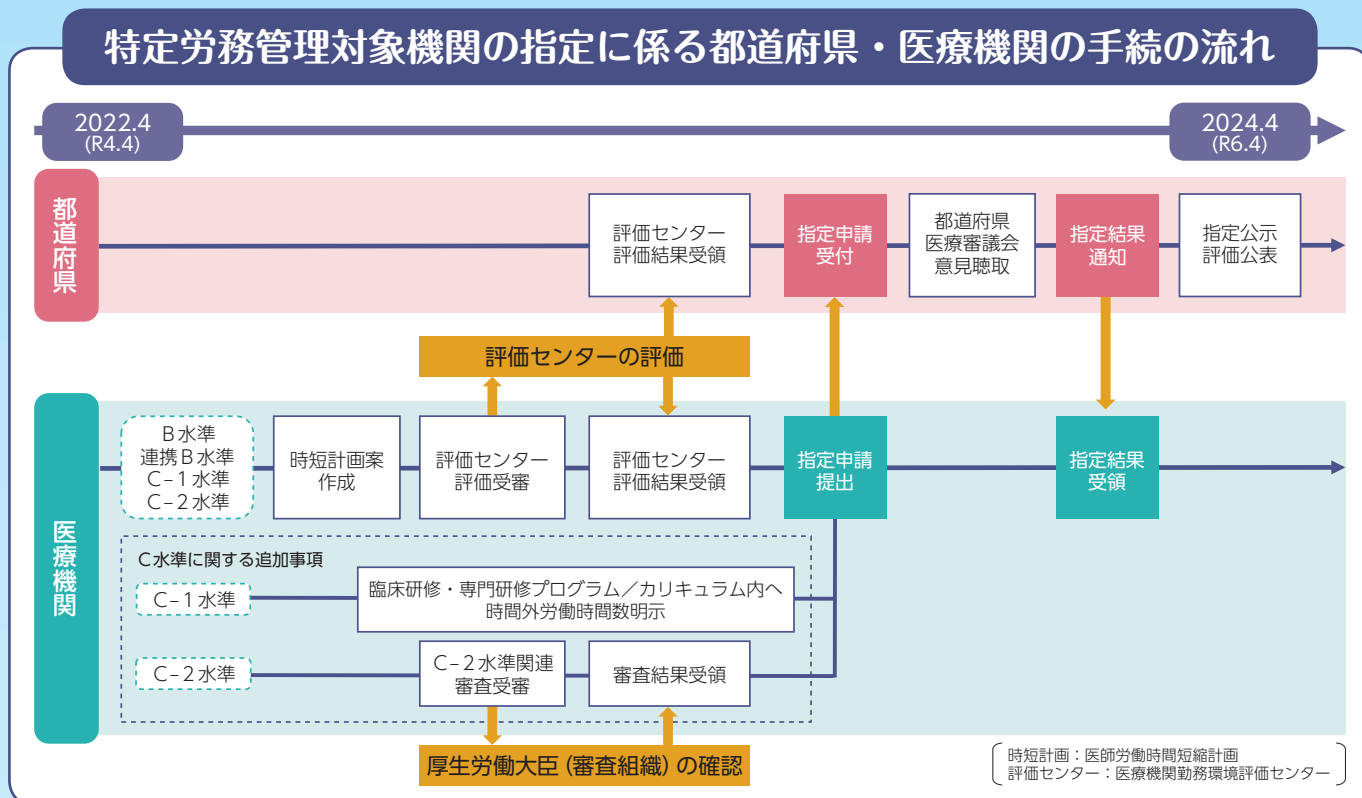 特定労務管理対象機関の指定に係る都道府県・医療機関の手続の流れ
2022.4
(R4.4)
2024.4
(R6.4)
都道府県
評価センター
評価結果受領
指定申請
受付
都道府県
医療審議会
意見聴取
指定結果
通知
指定公示
評価公表
評価センターの評価
医療機関
B水準
連携B水準
C-1水準
C-2水準
時短計画案
作成
評価センター
評価受審
評価センター
評価結果受領
指定申請
提出
指定結果
受領
C水準に関する追加事項
C-1水準
臨床研修・専門研修プログラム／カリキュラム内へ
時間外労働時間数明示
C-2水準
C-2水準関連
審査受審
審査結果受領
厚生労働大臣(審査組織)の確認
時短計画：医師労働時間短縮計画
評価センター：医療機関勤務環境評価センター